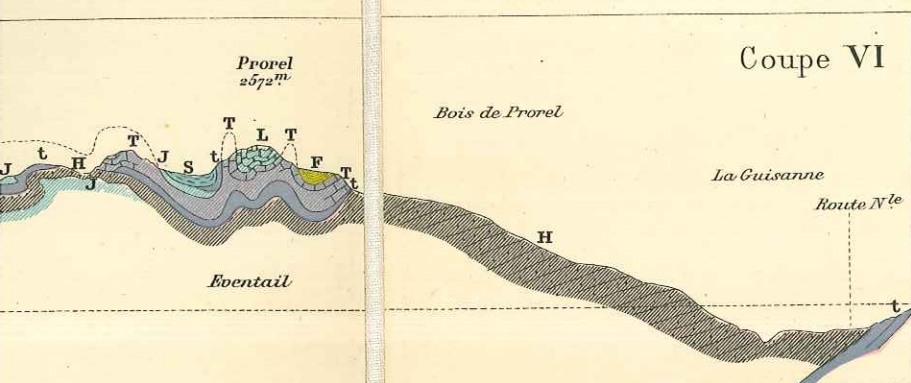 Coupe VI
Prorel
2572m.
Bois de Prorel
T
L
T
La Guisanne
J
t
H
T
J
S
t
F
T
t
J
Route Nle
H
Eventail
t